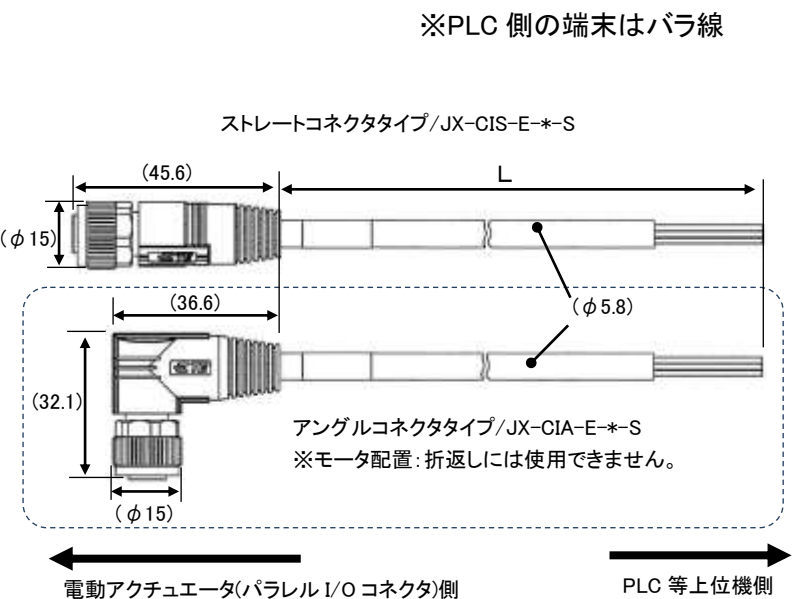 ※PLC 側の端末はバラ線
ストレートコネクタタイプ/JX-CIS-E-*-S
(45.6)
L
(φ15)
(36.6)
(φ5.8)
(32.1)
アングルコネクタタイプ/JX-CIA-E-*-S
※モータ配置：折返しには使用できません。
(φ15)
電動アクチュエータ(パラレル I/O コネクタ)側
PLC 等上位機側